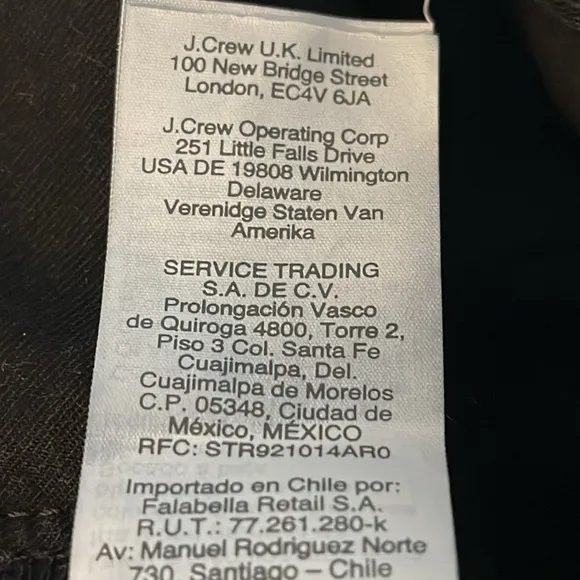 J.Crew U.K. Limited
100 New Bridge Street
London, EC4V 6JA
J.Crew Operating Corp
251 Little Falls Drive
USA DE 19808 Wilmington
Delaware
Verenidge Staten Van
Amerika
SERVICE TRADING
S.A. DE C.V.
Prolongación Vasco
de Quiroga 4800, Torre 2,
Piso 3 Col. Santa Fe
Cuajimalpa, Del.
Cuajimalpa de Morelos
C.P. 05348, Ciudad de
México, MÉXICO
RFC: STR921014AR0
Importado en Chile por:
Falabella Retail S.A.
R.U.T.: 77.261.280-k
Av: Manuel Rodriguez Norte
730, Santiago – Chile